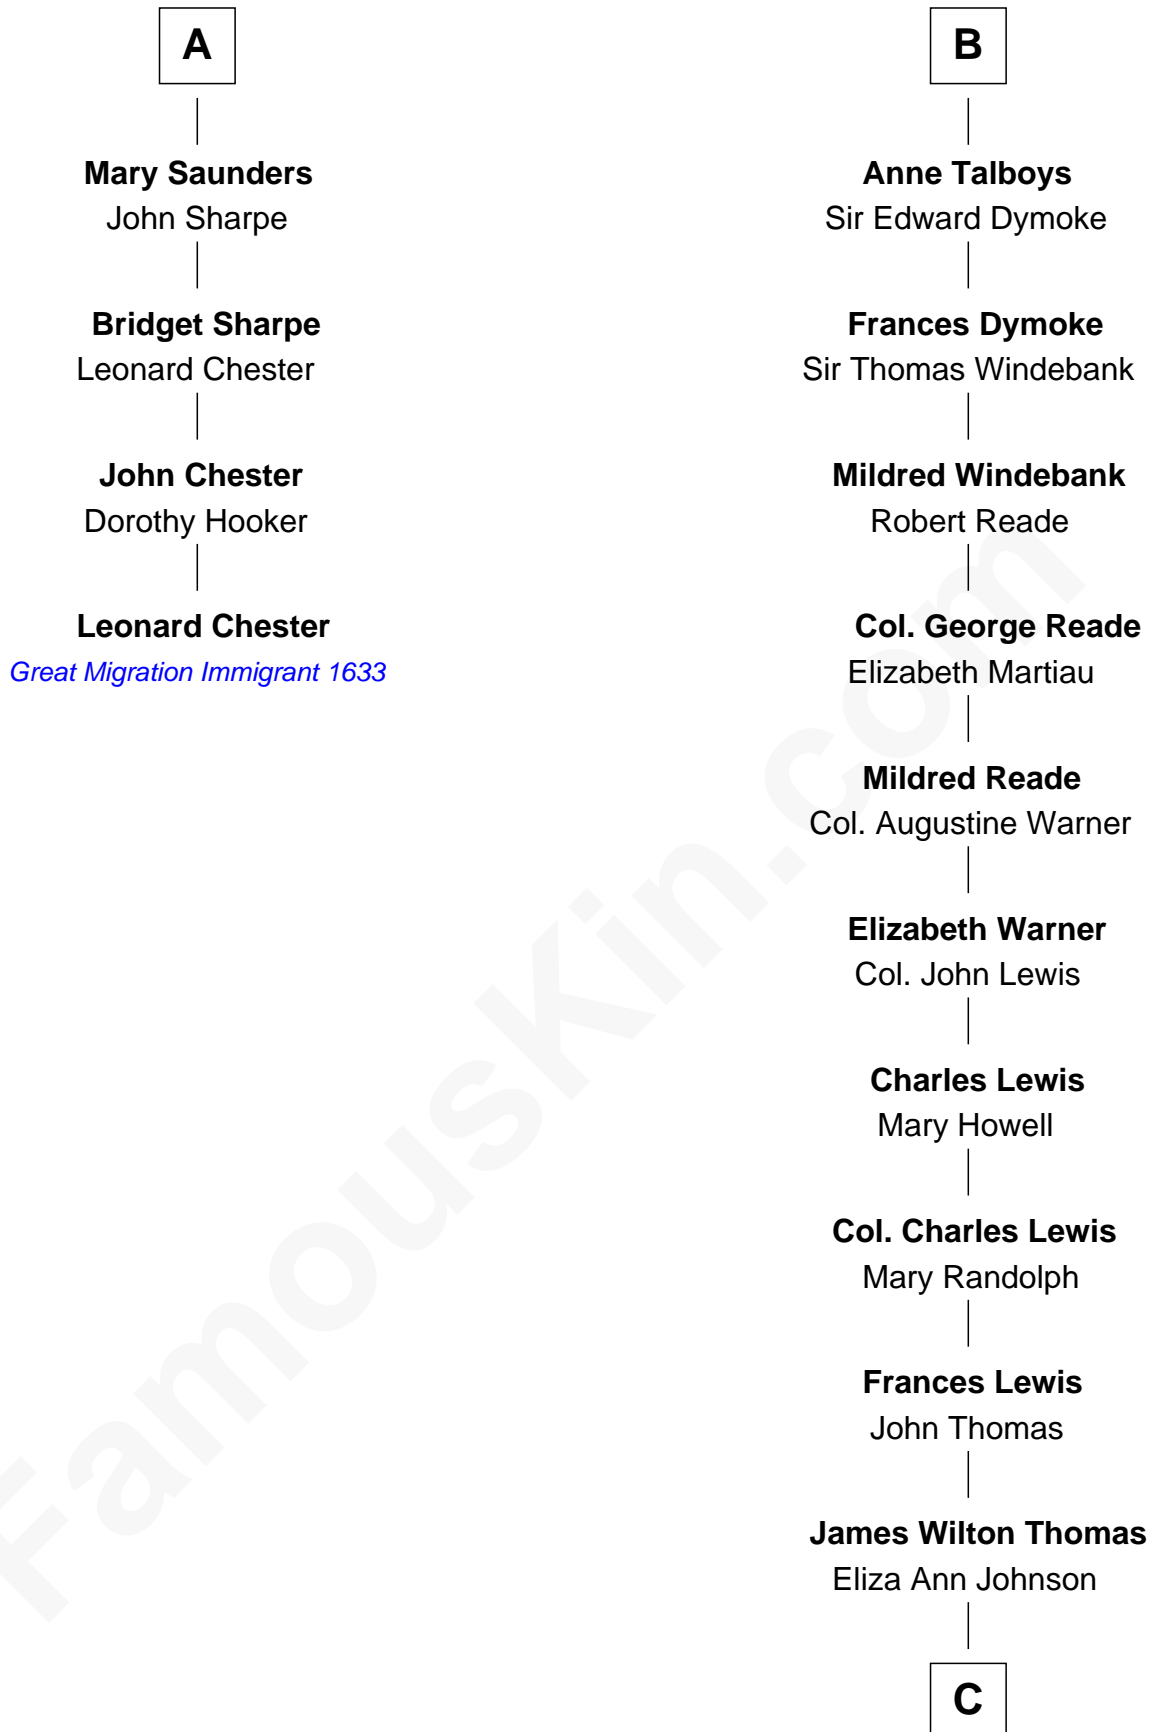 A
Mary Saunders
John Sharpe
Bridget Sharpe
Leonard Chester
John Chester
Dorothy Hooker
Leonard Chester
Great Migration Immigrant 1633
B
Anne Talboys
Sir Edward Dymoke
Frances Dymoke
Sir Thomas Windebank
Mildred Windebank
Robert Reade
Col. George Reade
Elizabeth Martiau
Mildred Reade
Col. Augustine Warner
Elizabeth Warner
Col. John Lewis
Charles Lewis
Mary Howell
Col. Charles Lewis
Mary Randolph
Frances Lewis
John Thomas
James Wilton Thomas
Eliza Ann Johnson
C
FamousKin.com